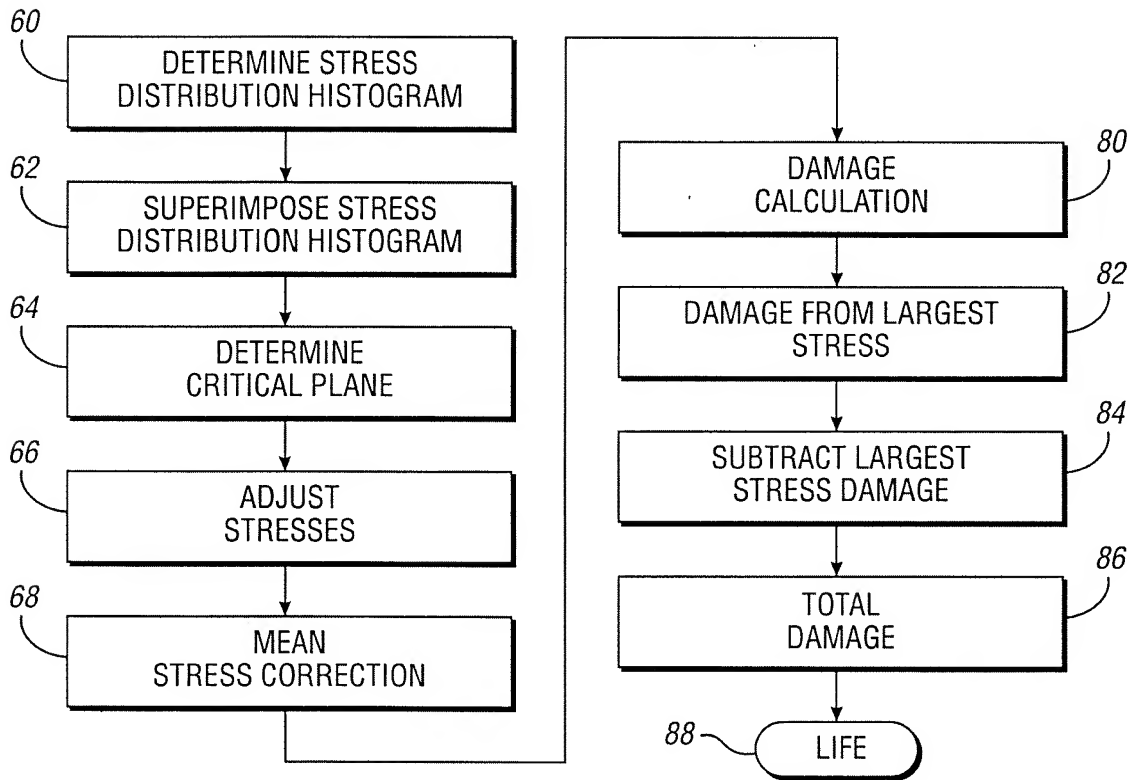 60
DETERMINE STRESS
DISTRIBUTION HISTOGRAM
62
SUPERIMPOSE STRESS
DISTRIBUTION HISTOGRAM
64
DETERMINE
CRITICAL PLANE
66
ADJUST
STRESSES
68
MEAN
STRESS CORRECTION
80
DAMAGE
CALCULATION
82
DAMAGE FROM LARGEST
STRESS
84
SUBTRACT LARGEST
STRESS DAMAGE
86
TOTAL
DAMAGE
88
LIFE